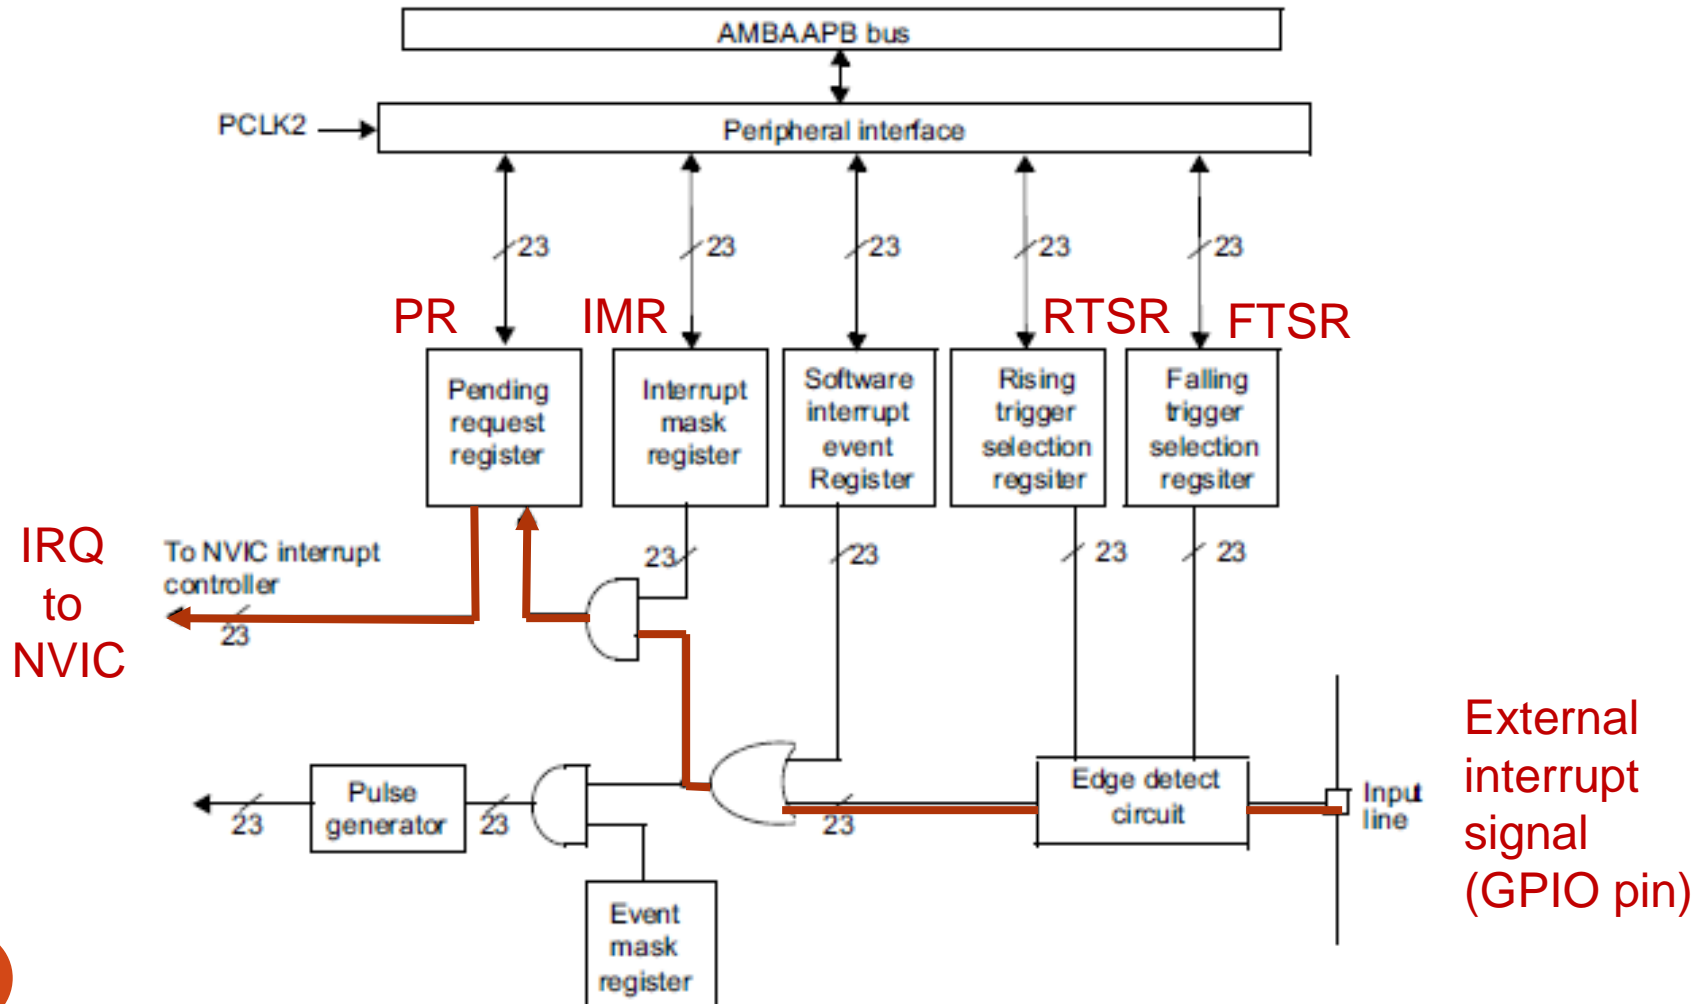 AMBAAPB bus
PCLK2
Peripheral interface
23
23
23
23
23
PR
IMR
RTSR
FTSR
Pending
request
register
Interrupt
mask
register
Software
interrupt
event
Register
Rising
trigger
selection
regsiter
Falling
trigger
selection
regsiter
IRQ
to
NVIC
To NVIC interrupt
controller
23
23
23
23
23
External
interrupt
signal
(GPIO pin)
Pulse
generator
23
23
23
Edge detect
circuit
Input
line
Event
mask
register